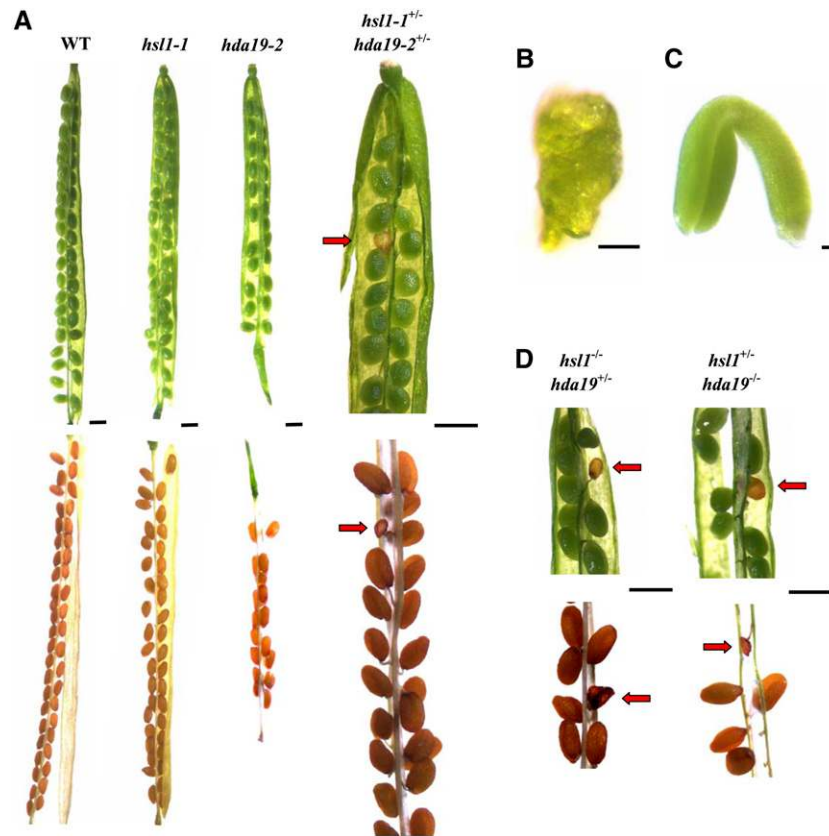 A
WT
hsl1-1
hda19-2
hsl1-1+/-
hda19-2+/-
B
C
D
hsl1-/-
hda19+/-
hsl1+/-
hda19-/-